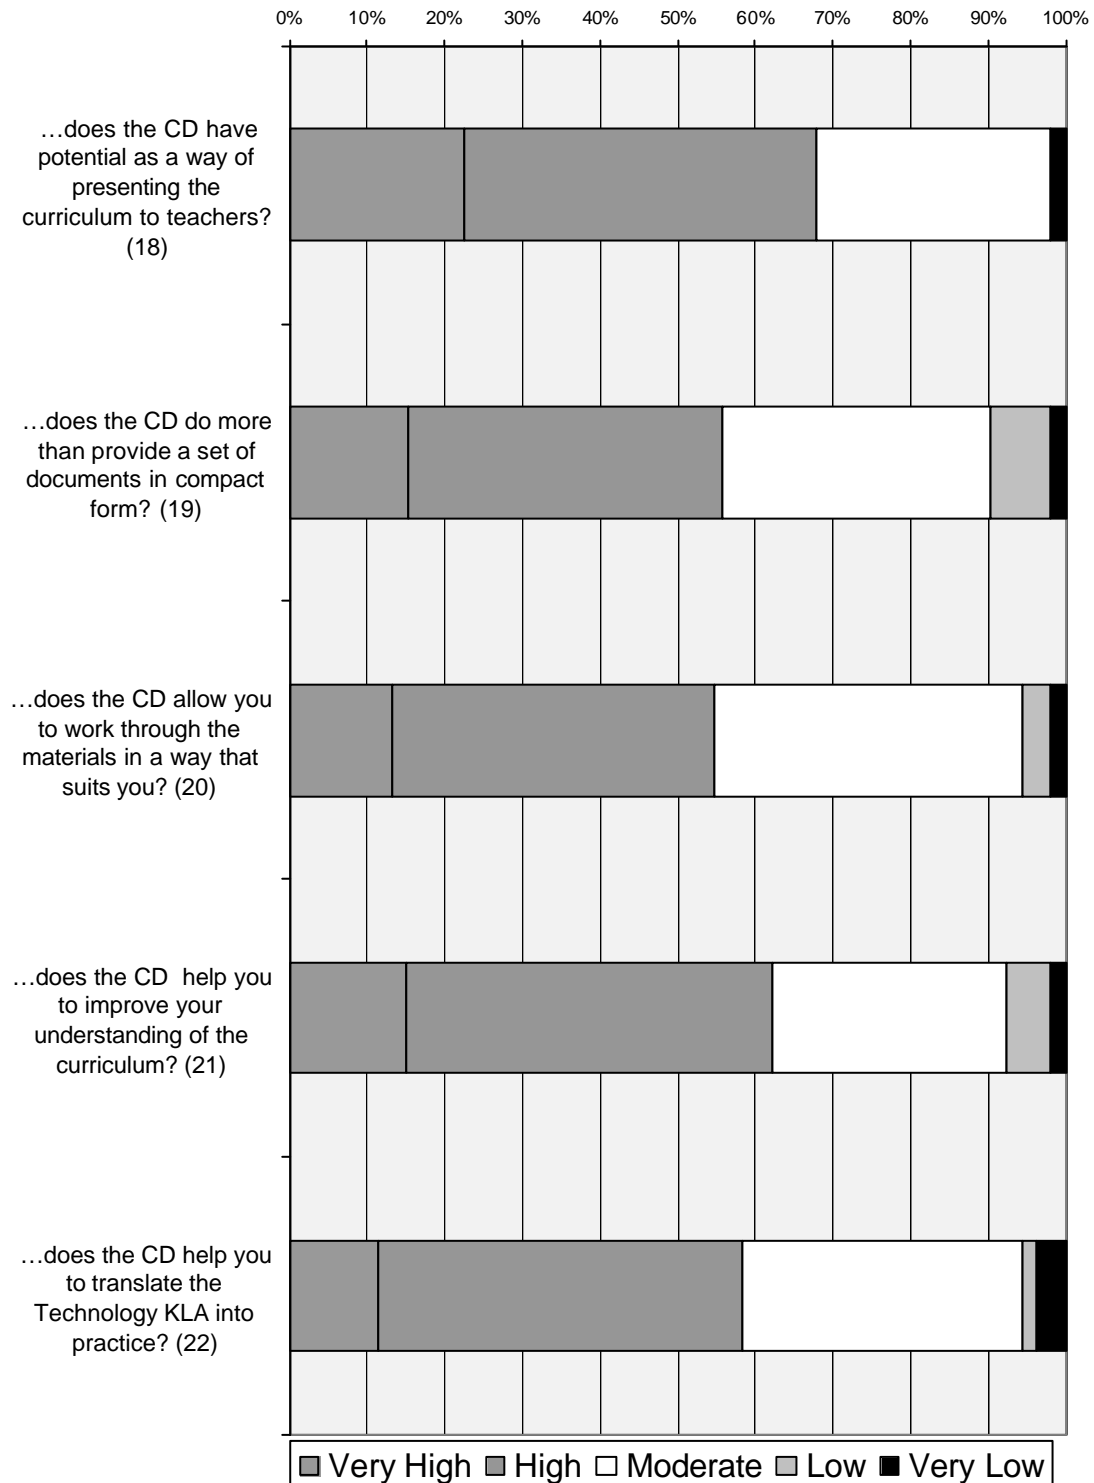 0% 10% 20% 30% 40% 50% 60% 70% 80% 90% 100%
…does the CD have
potential as a way of
presenting the
curriculum to teachers?
(18)
…does the CD do more
than provide a set of
documents in compact
form? (19)
…does the CD allow you
to work through the
materials in a way that
suits you? (20)
…does the CD  help you
to improve your
understanding of the
curriculum? (21)
…does the CD help you
to translate the
Technology KLA into
practice? (22)
Very High High Moderate Low Very Low